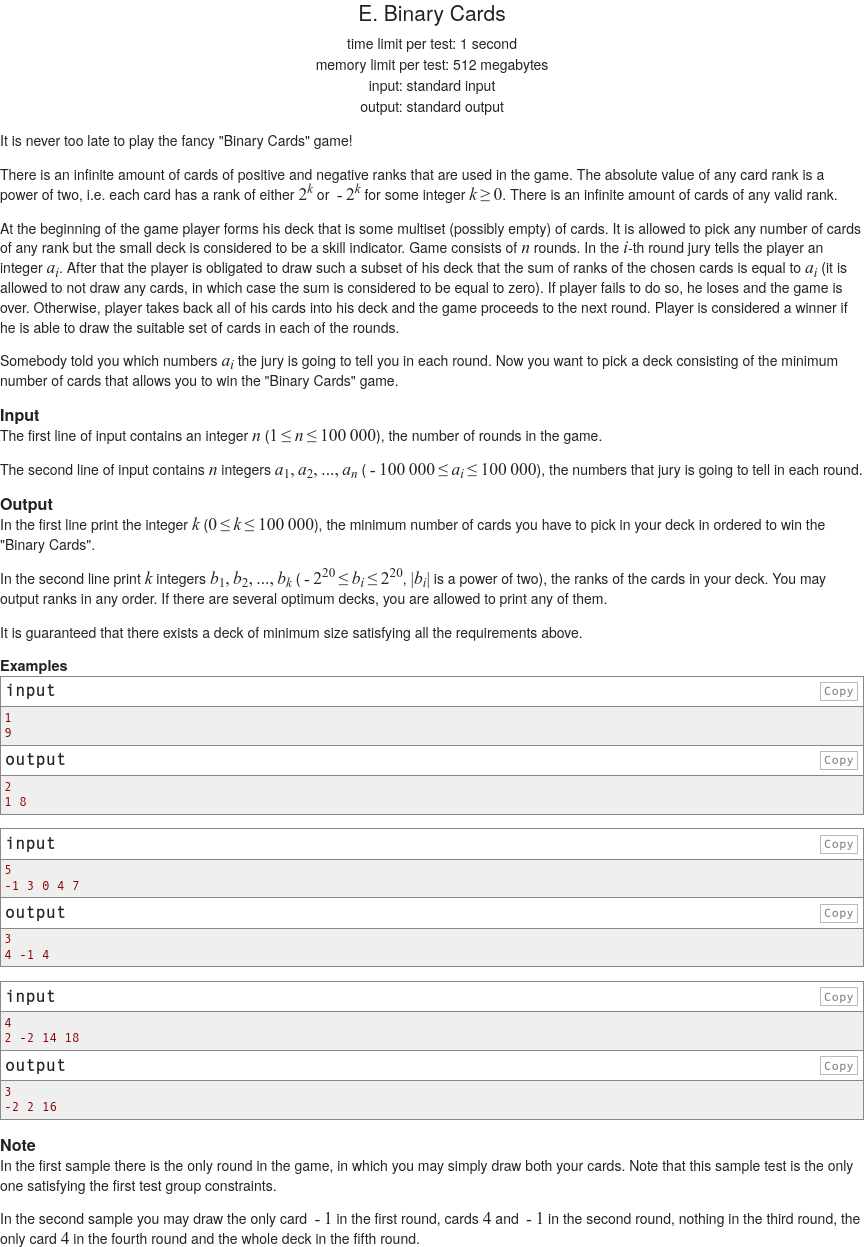 E. Binary Cards
time limit per test: 1 second
memory limit per test: 512 megabytes
input: standard input
output: standard output
It is never too late to play the fancy "Binary Cards" game!
There is an infinite amount of cards of positive and negative ranks that are used in the game. The absolute value of any card rank is a
power of two, i.e. each card has a rank of either 2^k or  - 2^k for some integer k ≥ 0. There is an infinite amount of cards of any valid rank.
At the beginning of the game player forms his deck that is some multiset (possibly empty) of cards. It is allowed to pick any number of cards
of any rank but the small deck is considered to be a skill indicator. Game consists of n rounds. In the i-th round jury tells the player an
integer a_i. After that the player is obligated to draw such a subset of his deck that the sum of ranks of the chosen cards is equal to a_i (it is
allowed to not draw any cards, in which case the sum is considered to be equal to zero). If player fails to do so, he loses and the game is
over. Otherwise, player takes back all of his cards into his deck and the game proceeds to the next round. Player is considered a winner if
he is able to draw the suitable set of cards in each of the rounds.
Somebody told you which numbers a_i the jury is going to tell you in each round. Now you want to pick a deck consisting of the minimum
number of cards that allows you to win the "Binary Cards" game.
Input
The first line of input contains an integer n (1 ≤ n ≤ 100 000), the number of rounds in the game.
The second line of input contains n integers a_1, a_2, ..., a_n ( - 100 000 ≤ a_i ≤ 100 000), the numbers that jury is going to tell in each round.
Output
In the first line print the integer k (0 ≤ k ≤ 100 000), the minimum number of cards you have to pick in your deck in ordered to win the
"Binary Cards".
In the second line print k integers b_1, b_2, ..., b_k ( - 2^20 ≤ b_i ≤ 2^20, |b_i| is a power of two), the ranks of the cards in your deck. You may
output ranks in any order. If there are several optimum decks, you are allowed to print any of them.
It is guaranteed that there exists a deck of minimum size satisfying all the requirements above.
Examples
input Copy
1
9
output Copy
2
1 8
input Copy
5
-1 3 0 4 7
output Copy
3
4 -1 4
input Copy
4
2 -2 14 18
output Copy
3
-2 2 16
Note
In the first sample there is the only round in the game, in which you may simply draw both your cards. Note that this sample test is the only
one satisfying the first test group constraints.
In the second sample you may draw the only card  - 1 in the first round, cards 4 and  - 1 in the second round, nothing in the third round, the
only card 4 in the fourth round and the whole deck in the fifth round.